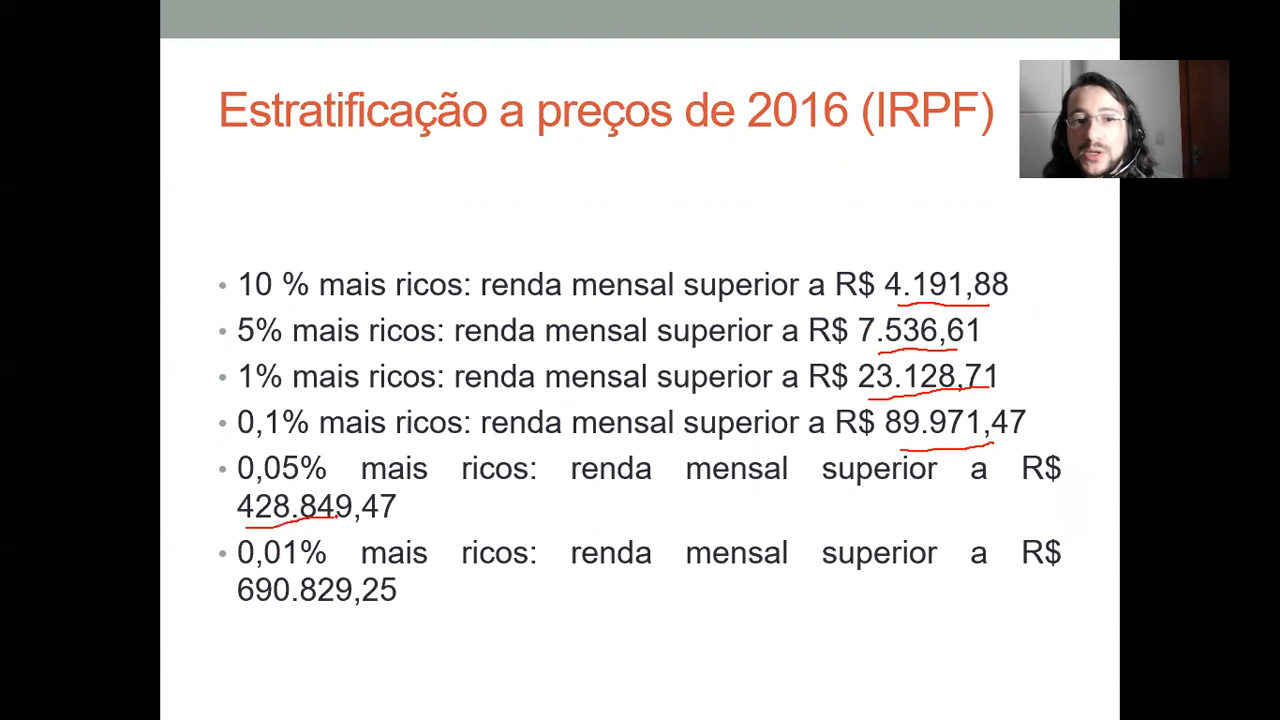 Estratificação a preços de 2016 (IRPF)
• 10 % mais ricos: renda mensal superior a R$ 4.191,88
• 5% mais ricos: renda mensal superior a R$ 7.536,61
• 1% mais ricos: renda mensal superior a R$ 23.128,71
• 0,1% mais ricos: renda mensal superior a R$ 89.971,47
• 0,05% mais ricos: renda mensal superior a R$
428.849,47
• 0,01% mais ricos: renda mensal superior a R$
690.829,25